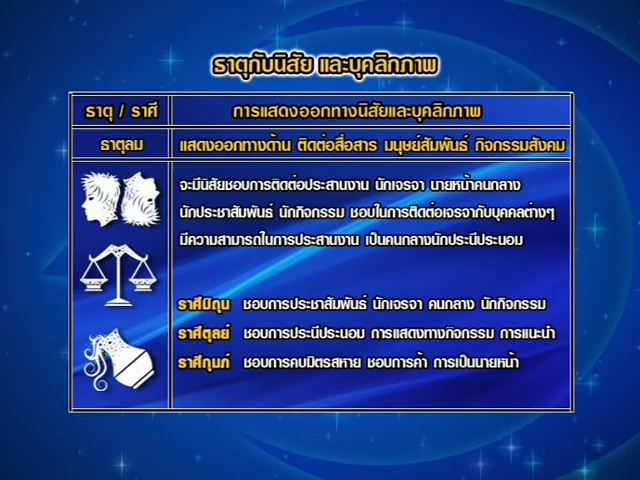 ธาตุกับนิสัย และบุคลิกภาพ
ธาตุ / ราศี การแสดงออกทางนิสัยและบุคลิกภาพ
ธาตุลม แสดงออกทางด้าน ติดต่อสื่อสาร มนุษย์สัมพันธ์ กิจกรรมสังคม
จะมีนิสัยชอบการติดต่อประสานงาน นักเจรจา นายหน้าคนกลาง
นักประชาสัมพันธ์ นักกิจกรรม ชอบในการติดต่อเจรจากับบุคคลต่างๆ
มีความสามารถในการประสานงาน เป็นคนกลางนักประนีประนอม
ราศีมิถุน ชอบการประชาสัมพันธ์ นักเจรจา คนกลาง นักกิจกรรม
ราศีตุลย์ ชอบการประนีประนอม การแสดงทางกิจกรรม การแนะนำ
ราศีกุมภ์ ชอบการคบมิตรสหาย ชอบการค้า การเป็นนายหน้า